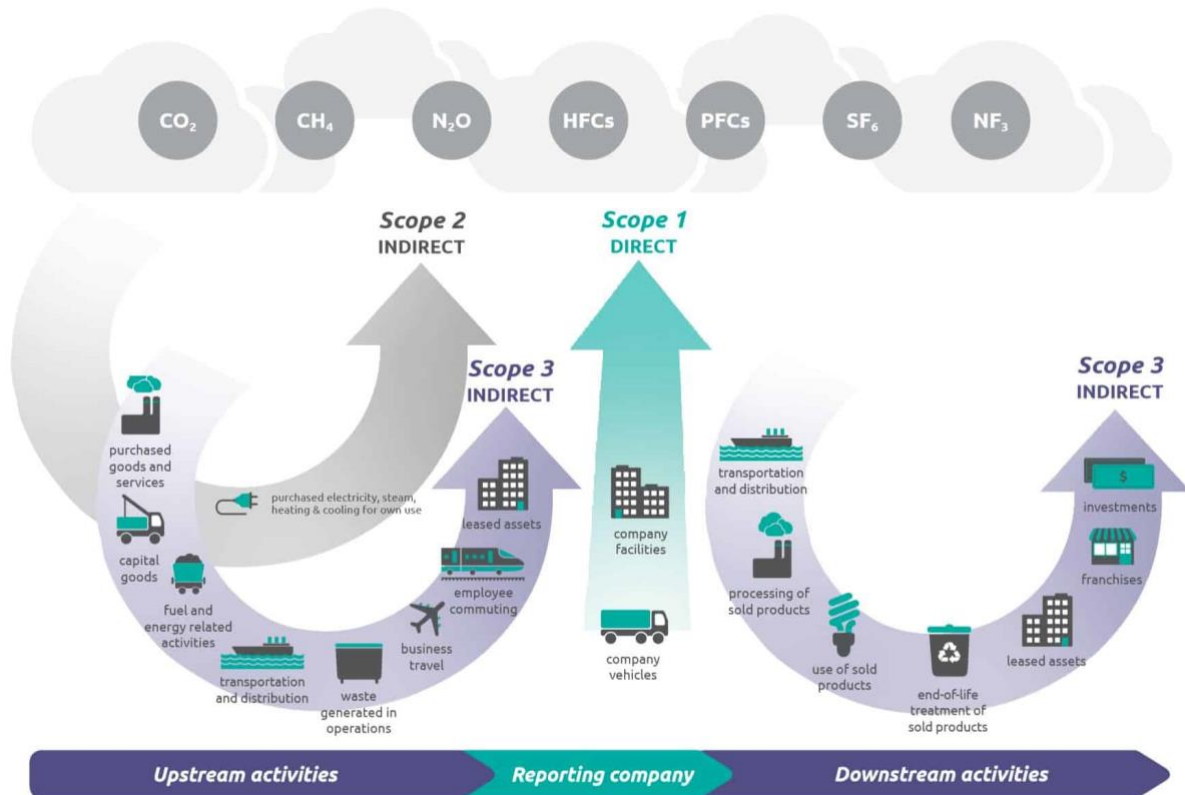 CO₂
CH₄
N₂O
HFCs
PFCs
SF₆
NF₃
Scope 2
INDIRECT
Scope 1
DIRECT
Scope 3
INDIRECT
Scope 3
INDIRECT
purchased
goods and
services
capital
goods
fuel and
energy related
activities
transportation
and distribution
waste
generated in
operations
business
travel
employee
commuting
leased assets
purchased electricity, steam,
heating & cooling for own use
company
facilities
company
vehicles
transportation
and distribution
processing of
sold products
use of sold
products
end-of-life
treatment of
sold products
leased assets
franchises
$
investments
Upstream activities
Reporting company
Downstream activities